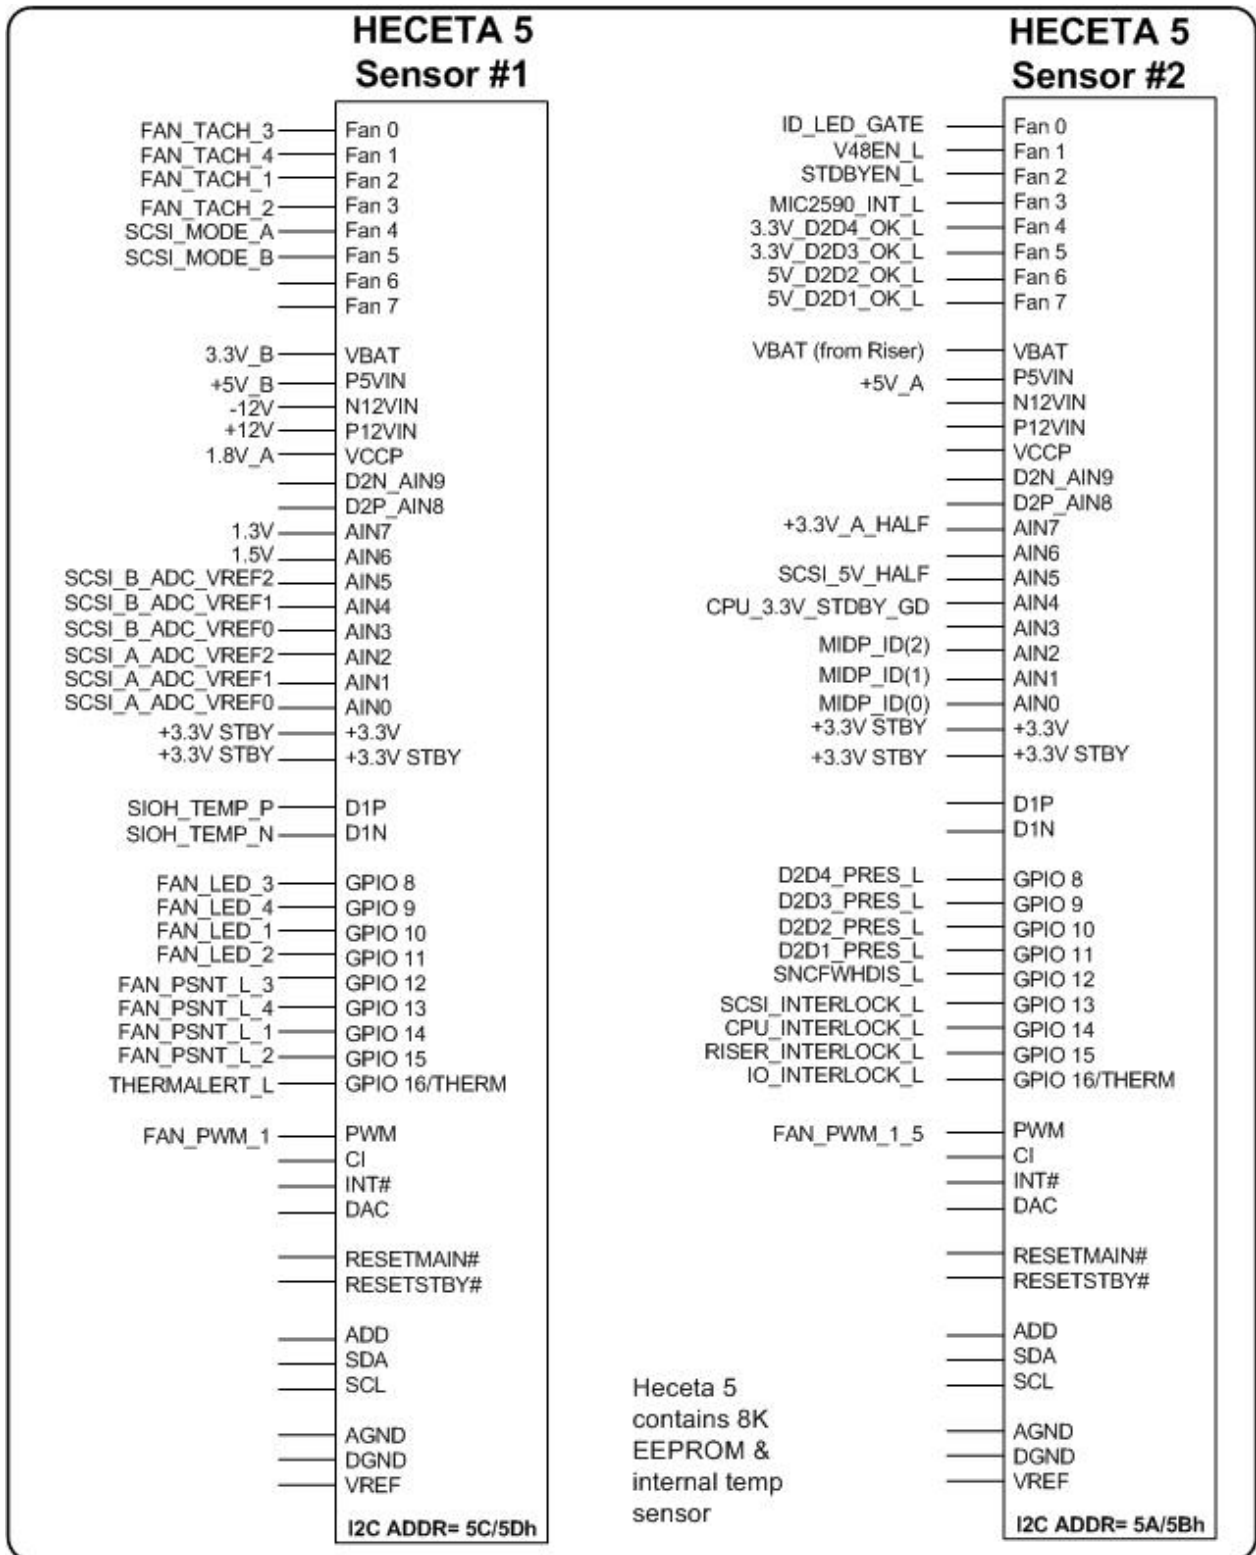 HECETA 5
Sensor #1
FAN_TACH_3 Fan 0
FAN_TACH_4 Fan 1
FAN_TACH_1 Fan 2
FAN_TACH_2 Fan 3
SCSI_MODE_A Fan 4
SCSI_MODE_B Fan 5
Fan 6
Fan 7
3.3V_B VBAT
+5V_B P5VIN
-12V N12VIN
+12V P12VIN
1.8V_A VCCP
D2N_AIN9
D2P_AIN8
1.3V AIN7
1.5V AIN6
SCSI_B_ADC_VREF2 AIN5
SCSI_B_ADC_VREF1 AIN4
SCSI_B_ADC_VREF0 AIN3
SCSI_A_ADC_VREF2 AIN2
SCSI_A_ADC_VREF1 AIN1
SCSI_A_ADC_VREF0 AIN0
+3.3V STBY +3.3V
+3.3V STBY +3.3V STBY
SIOH_TEMP_P D1P
SIOH_TEMP_N D1N
FAN_LED_3 GPIO 8
FAN_LED_4 GPIO 9
FAN_LED_1 GPIO 10
FAN_LED_2 GPIO 11
FAN_PSNT_L_3 GPIO 12
FAN_PSNT_L_4 GPIO 13
FAN_PSNT_L_1 GPIO 14
FAN_PSNT_L_2 GPIO 15
THERMALERT_L GPIO 16/THERM
FAN_PWM_1 PWM
CI
INT#
DAC
RESETMAIN#
RESETSTBY#
ADD
SDA
SCL
AGND
DGND
VREF
I2C ADDR= 5C/5Dh
HECETA 5
Sensor #2
ID_LED_GATE Fan 0
V48EN_L Fan 1
STDBYEN_L Fan 2
MIC2590_INT_L Fan 3
3.3V_D2D4_OK_L Fan 4
3.3V_D2D3_OK_L Fan 5
5V_D2D2_OK_L Fan 6
5V_D2D1_OK_L Fan 7
VBAT (from Riser) VBAT
+5V_A P5VIN
N12VIN
P12VIN
VCCP
D2N_AIN9
D2P_AIN8
+3.3V_A_HALF AIN7
AIN6
SCSI_5V_HALF AIN5
CPU_3.3V_STDBY_GD AIN4
AIN3
MIDP_ID(2) AIN2
MIDP_ID(1) AIN1
MIDP_ID(0) AIN0
+3.3V STBY +3.3V
+3.3V STBY +3.3V STBY
D1P
D1N
D2D4_PRES_L GPIO 8
D2D3_PRES_L GPIO 9
D2D2_PRES_L GPIO 10
D2D1_PRES_L GPIO 11
SNCFWHDIS_L GPIO 12
SCSI_INTERLOCK_L GPIO 13
CPU_INTERLOCK_L GPIO 14
RISER_INTERLOCK_L GPIO 15
IO_INTERLOCK_L GPIO 16/THERM
FAN_PWM_1_5 PWM
CI
INT#
DAC
RESETMAIN#
RESETSTBY#
ADD
SDA
SCL
AGND
DGND
VREF
I2C ADDR= 5A/5Bh
Heceta 5
contains 8K
EEPROM &
internal temp
sensor